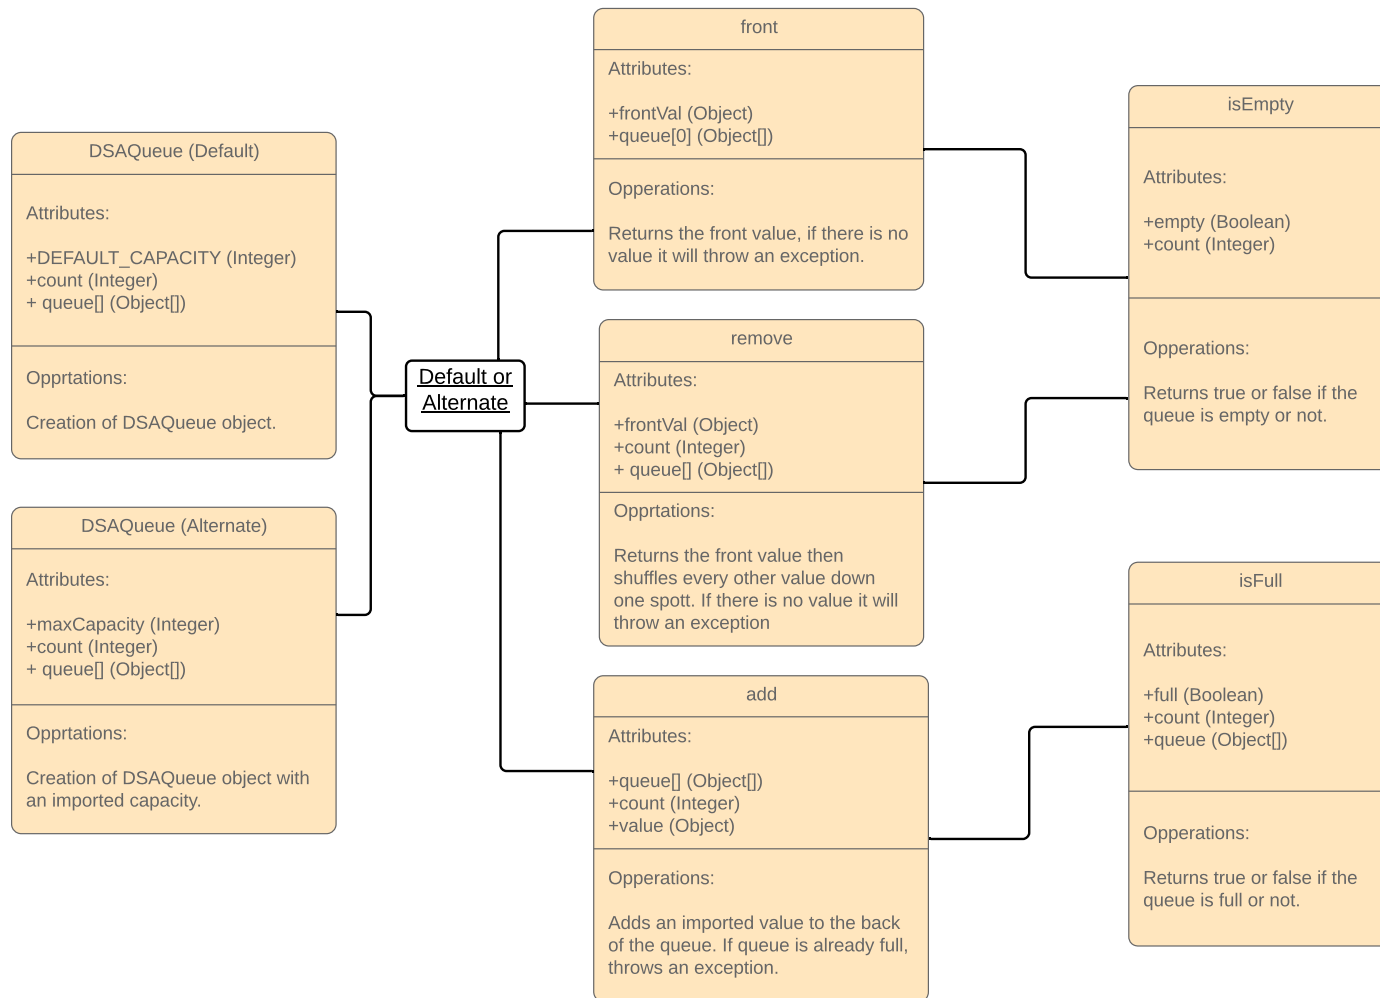 DSAQueue (Default)
Attributes:
+DEFAULT_CAPACITY (Integer)
+count (Integer)
+ queue[] (Object[])
Opprtations:
Creation of DSAQueue object.
DSAQueue (Alternate)
Attributes:
+maxCapacity (Integer)
+count (Integer)
+ queue[] (Object[])
Opprtations:
Creation of DSAQueue object with
an imported capacity.
Default or
Alternate
front
Attributes:
+frontVal (Object)
+queue[0] (Object[])
Opperations:
Returns the front value, if there is no
value it will throw an exception.
remove
Attributes:
+frontVal (Object)
+count (Integer)
+ queue[] (Object[])
Opprtations:
Returns the front value then
shuffles every other value down
one spott. If there is no value it will
throw an exception
add
Attributes:
+queue[] (Object[])
+count (Integer)
+value (Object)
Opperations:
Adds an imported value to the back
of the queue. If queue is already full,
throws an exception.
isEmpty
Attributes:
+empty (Boolean)
+count (Integer)
Opperations:
Returns true or false if the
queue is empty or not.
isFull
Attributes:
+full (Boolean)
+count (Integer)
+queue (Object[])
Opperations:
Returns true or false if the
queue is full or not.